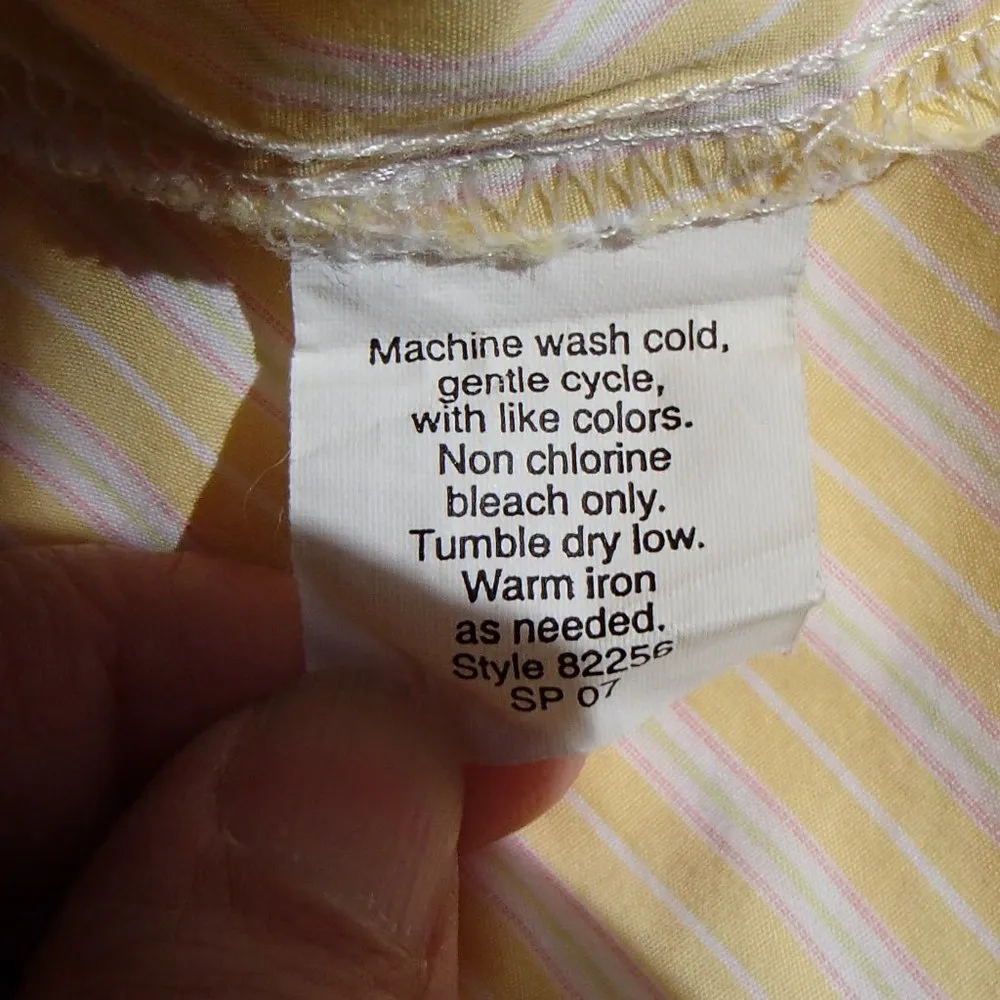 Machine wash cold,
gentle cycle,
with like colors.
Non chlorine
bleach only.
Tumble dry low.
Warm iron
as needed.
Style 82256
SP 07